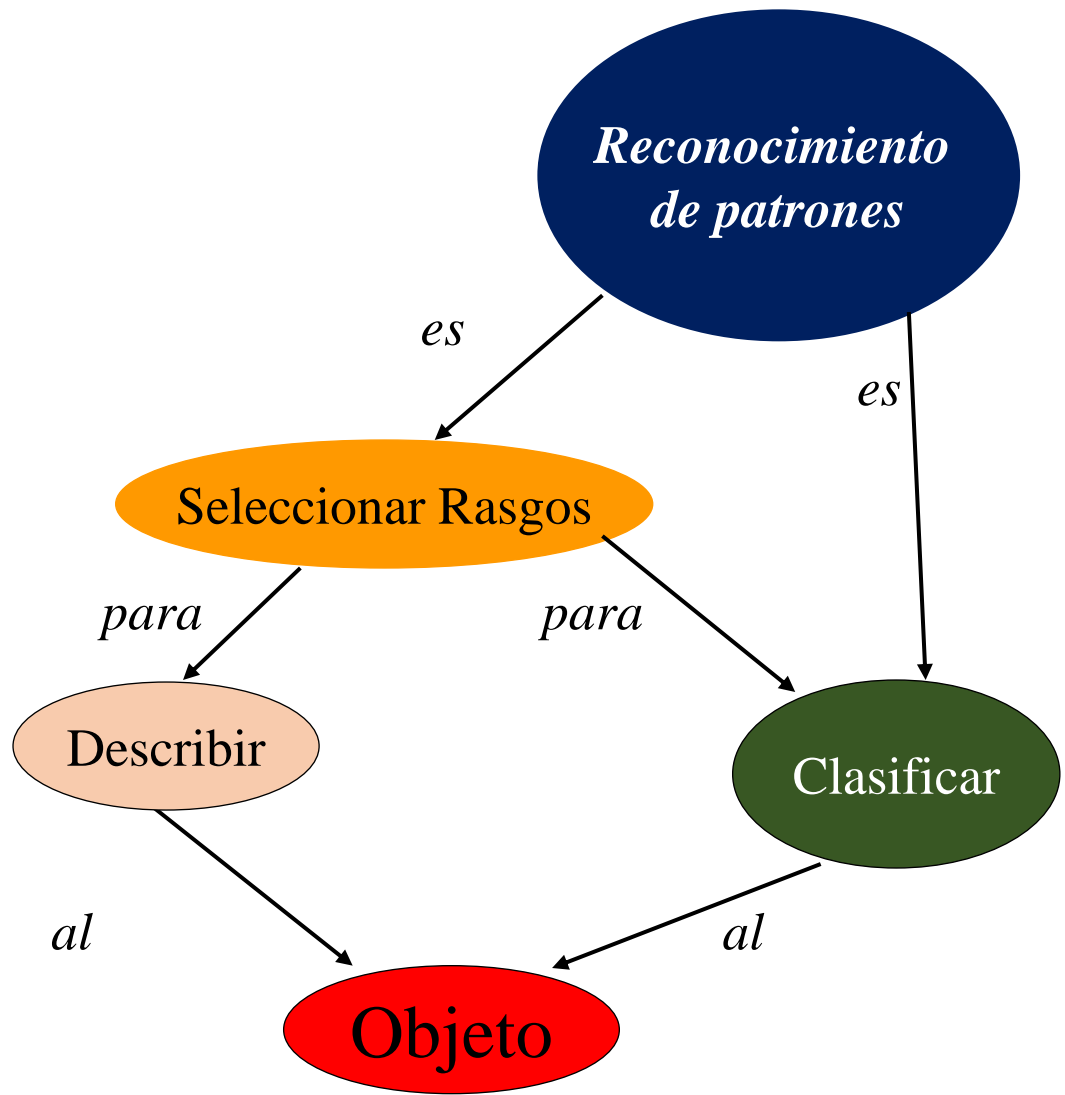 Reconocimiento
de patrones
es
es
Seleccionar Rasgos
para
para
Describir
Clasificar
al
al
Objeto